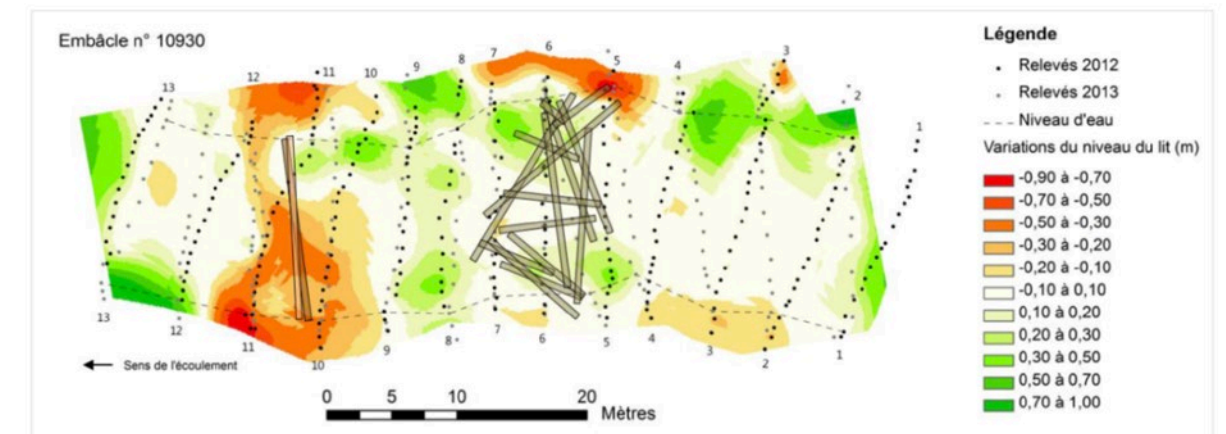 Embâcle n° 10930
13 12 11 10 9 8 7 6 5 4 3 2 1
13 12 11 10 9 8 7 6 5 4 3 2 1
Sens de l'écoulement
0 5 10 20
Mètres
Légende
Relevés 2012
Relevés 2013
Niveau d'eau
Variations du niveau du lit (m)
-0,90 à -0,70
-0,70 à -0,50
-0,50 à -0,30
-0,30 à -0,20
-0,20 à -0,10
-0,10 à 0,10
0,10 à 0,20
0,20 à 0,30
0,30 à 0,50
0,50 à 0,70
0,70 à 1,00